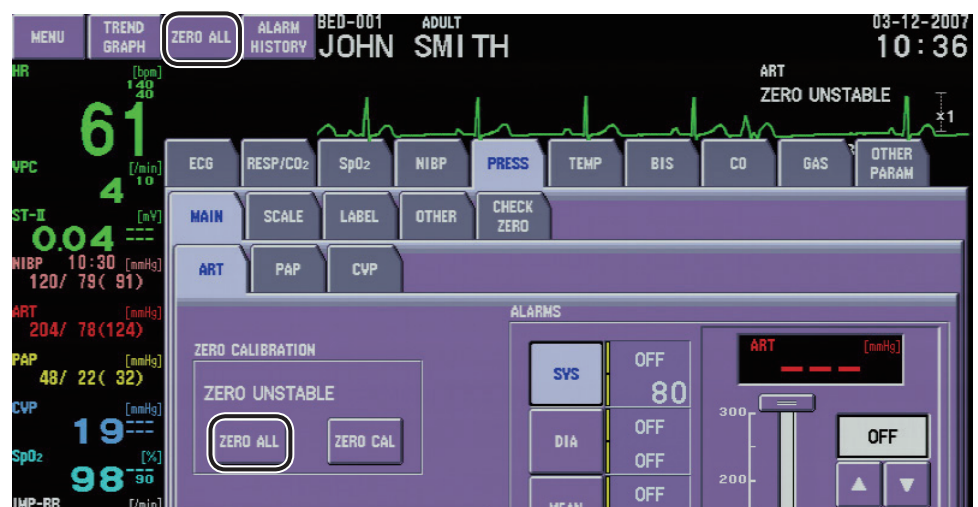 MENU
TREND
GRAPH
ZERO ALL
ALARM
HISTORY
BED-001 ADULT
JOHN SMITH
03-12-2007
10:36
HR [bpm]
140
40
61
ART
ZERO UNSTABLE
x1
VPC [/min]
10
4
ECG RESP/CO2 SpO2 NIBP PRESS TEMP BIS CO GAS OTHER PARAM
ST-II [mV]
0.04 ---
---
MAIN SCALE LABEL OTHER CHECK ZERO
NIBP 10:30 [mmHg]
120/ 79( 91)
ART PAP CVP
ART [mmHg]
204/ 78(124)
PAP [mmHg]
48/ 22( 32)
CVP [mmHg]
19 ---
---
SpO2 [%]
98 ---
90
IMP-RR [/min]
ZERO CALIBRATION
ZERO UNSTABLE
ZERO ALL ZERO CAL
ALARMS
SYS OFF
80
DIA OFF
OFF
MEAN OFF
ART [mmHg]
---
300
200
OFF